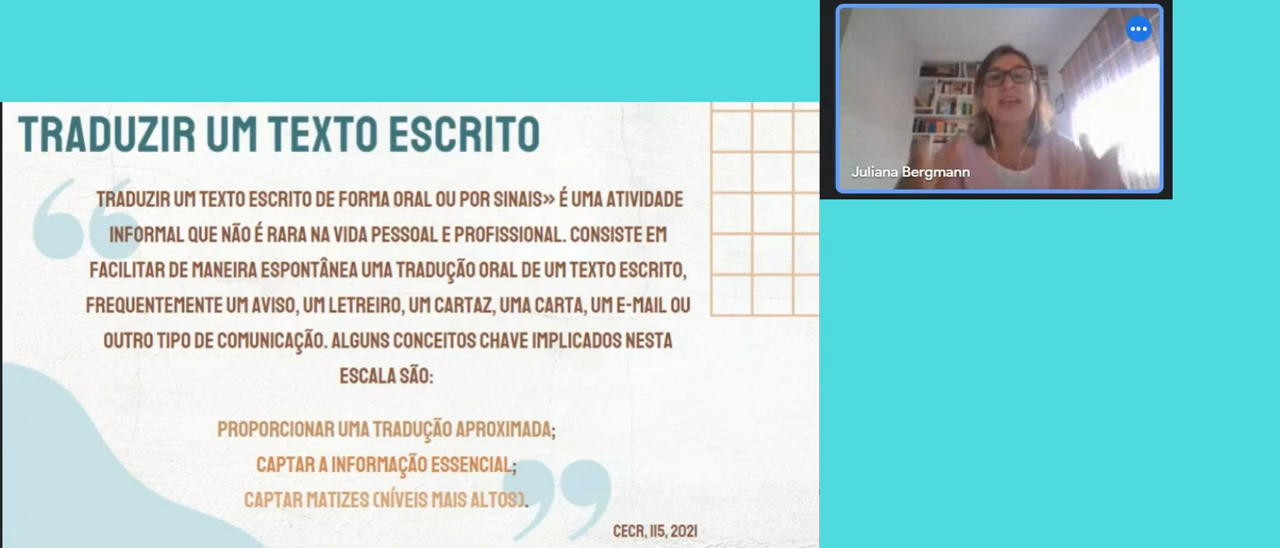 TRADUZIR UM TEXTO ESCRITO
TRADUZIR UM TEXTO ESCRITO DE FORMA ORAL OU POR SINAIS» É UMA ATIVIDADE
INFORMAL QUE NÃO É RARA NA VIDA PESSOAL E PROFISSIONAL. CONSISTE EM
FACILITAR DE MANEIRA ESPONTÂNEA UMA TRADUÇÃO ORAL DE UM TEXTO ESCRITO,
FREQUENTEMENTE UM AVISO, UM LETREIRO, UM CARTAZ, UMA CARTA, UM E-MAIL OU
OUTRO TIPO DE COMUNICAÇÃO. ALGUNS CONCEITOS CHAVE IMPLICADOS NESTA
ESCALA SÃO:
PROPORCIONAR UMA TRADUÇÃO APROXIMADA;
CAPTAR A INFORMAÇÃO ESSENCIAL;
CAPTAR MATIZES (NÍVEIS MAIS ALTOS).
CECR, 115, 2021
Juliana Bergmann